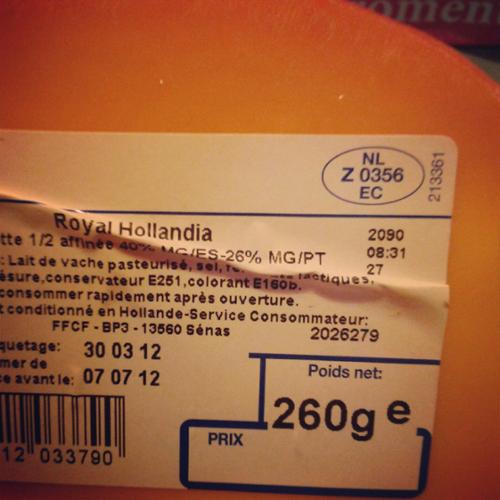 omen
NL
Z 0356
EC
213361
Royal Hollandia
2090
tte 1/2 affinée 40% MG/ES-26% MG/PT
08:31
: Lait de vache pasteurisé, sel, lactiques,
27
ésure,conservateur E251,colorant E160b.
consommer rapidement après ouverture.
t conditionné en Hollande-Service Consommateur:
FFCF - BP3 - 13560 Sénas
2026279
quetage: 30 03 12
mer de
e avant le: 07 07 12
Poids net:
260g e
PRIX
12 033790